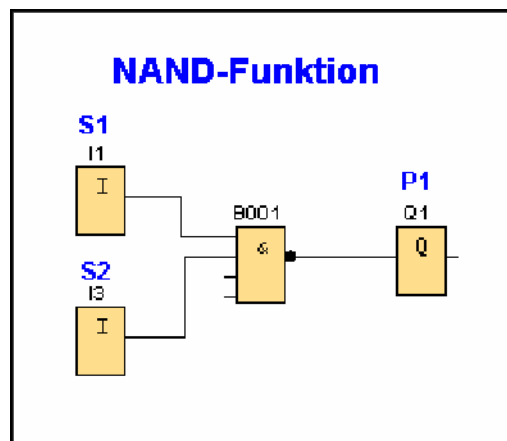 NAND-Funktion
S1
I1
I
P1
B001
Q1
&
Q
S2
I3
I